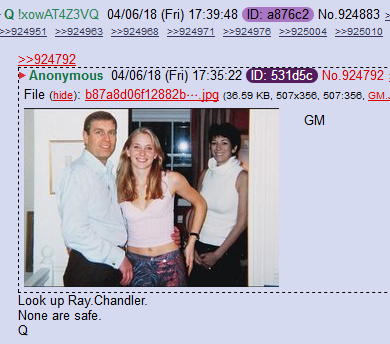 Q !xowAT4Z3VQ 04/06/18 (Fri) 17:39:48 ID: a876c2 No.924883 >
>>924951 >>924963 >>924968 >>924971 >>924976 >>925004 >>925010
>>924792
Anonymous 04/06/18 (Fri) 17:35:22 ID: 531d5c No.924792
File (hide): b87a8d06f12882b⋯.jpg (36.59 KB, 507x356, 507:356, GM..
GM
Look up Ray.Chandler.
None are safe.
Q